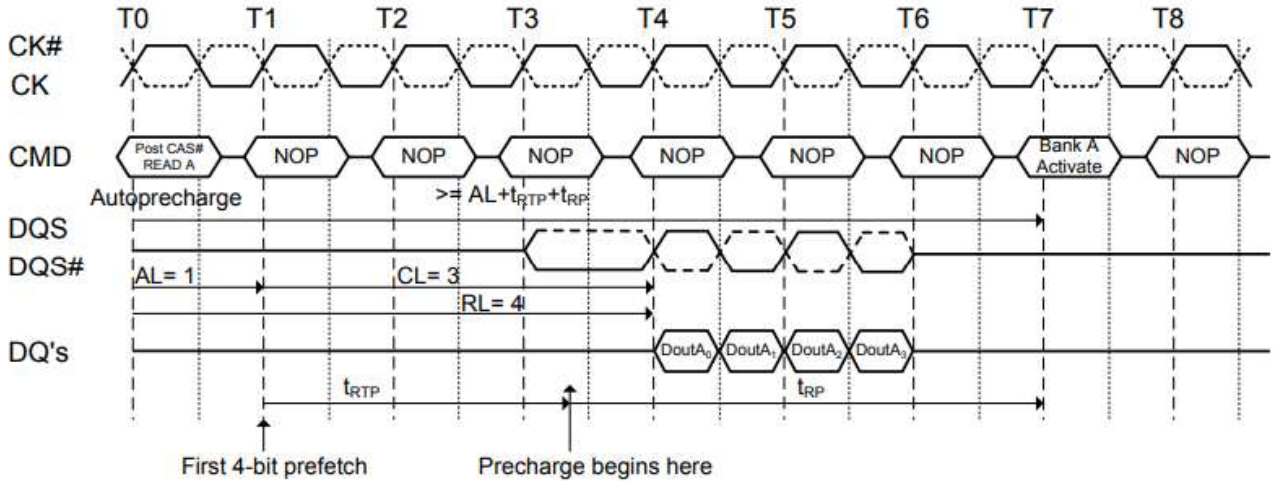 T0 T1 T2 T3 T4 T5 T6 T7 T8
CK#
CK
CMD
Post CAS#
READ A
NOP NOP NOP NOP NOP NOP
Bank A
Activate
NOP
Autoprecharge
>= AL+tRTP+tRP
DQS
DQS#
AL= 1
CL= 3
RL= 4
DQ's
DoutA0 DoutA1 DoutA2 DoutA3
tRTP
tRP
First 4-bit prefetch
Precharge begins here